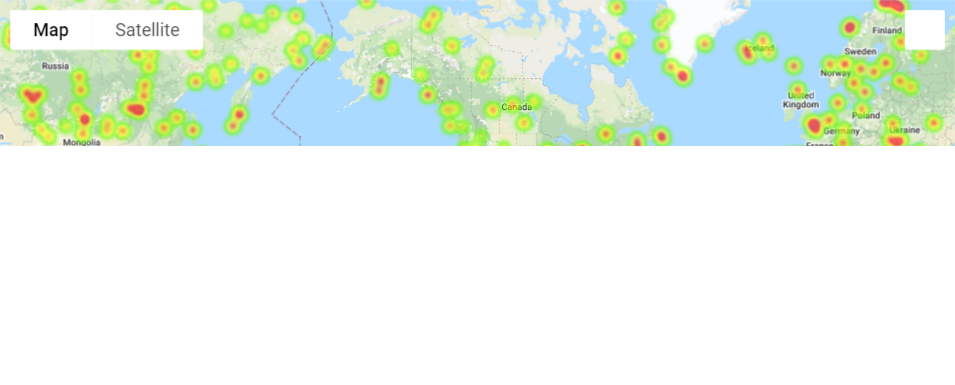 Map Satellite
Russia
Mongolia
Canada
Iceland
Finland
Sweden
Norway
United
Kingdom
Poland
Germany
Ukraine
France